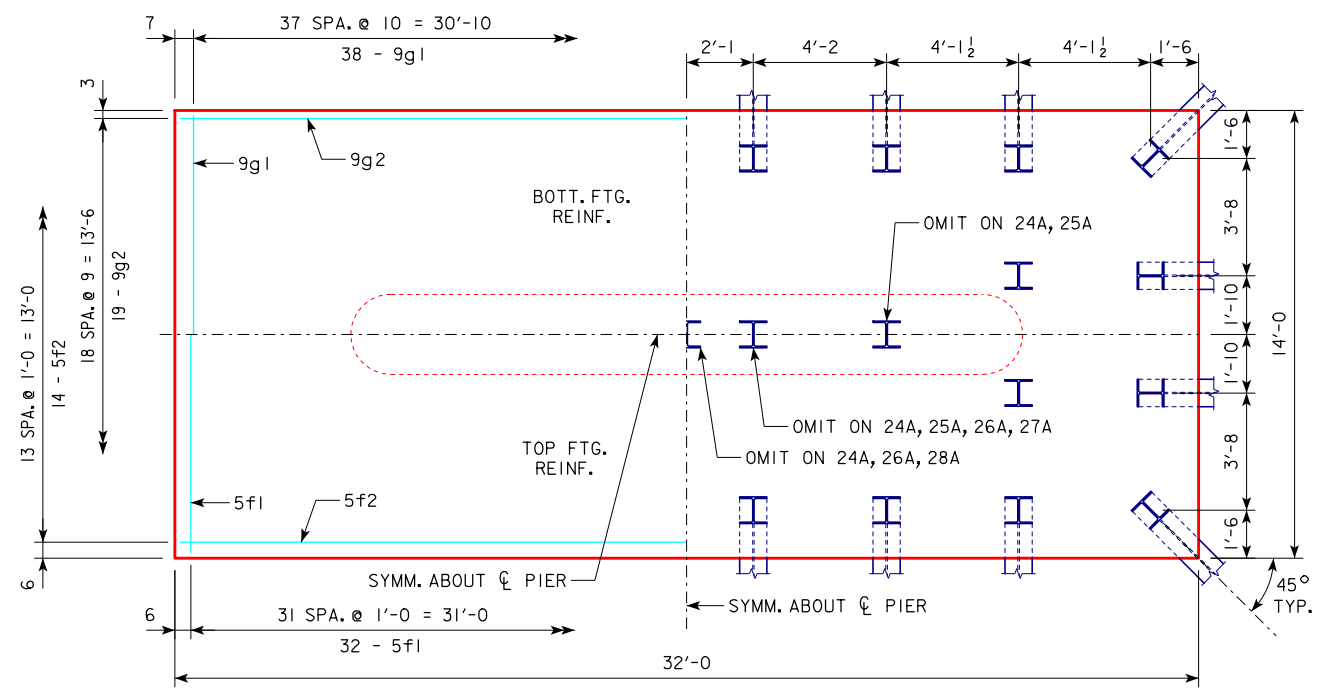 7
37 SPA. @ 10 = 30'-10
38 - 9g1
2'-1
4'-2
4'-1 1/2
4'-1 1/2
1'-6
3
9g1
9g2
BOTT. FTG.
REINF.
OMIT ON 24A, 25A
1'-6
3'-8
1'-10
1'-10
3'-8
1'-6
14'-0
13 SPA. @ 1'-0 = 13'-0
14 - 5f2
18 SPA. @ 9 = 13'-6
19 - 9g2
OMIT ON 24A, 25A, 26A, 27A
OMIT ON 24A, 26A, 28A
TOP FTG.
REINF.
5f1
5f2
6
SYMM. ABOUT ℄ PIER
SYMM. ABOUT ℄ PIER
45°
TYP.
6
31 SPA. @ 1'-0 = 31'-0
32 - 5f1
32'-0